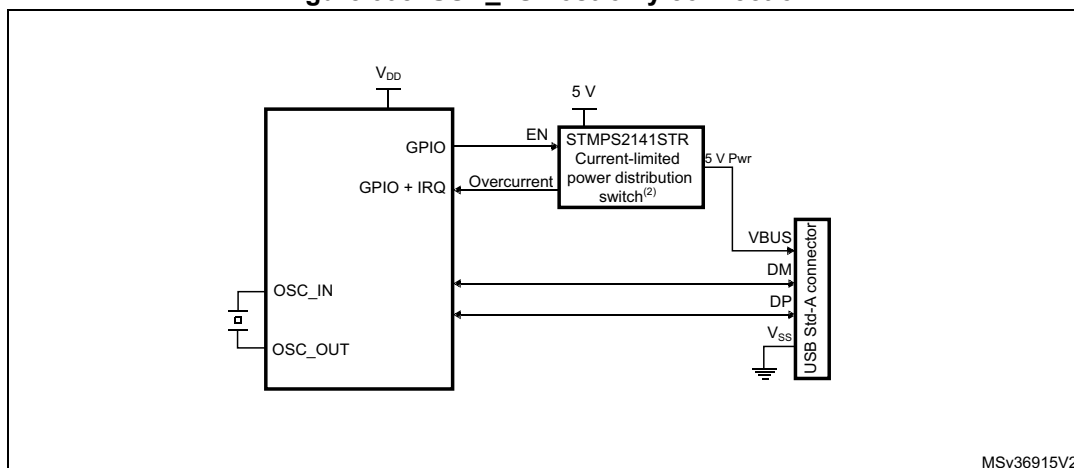 VDD
5 V
GPIO
EN
STMPS2141STR
Current-limited
power distribution
switch(2)
5 V Pwr
GPIO + IRQ
Overcurrent
VBUS
DM
DP
VSS
USB Std-A connector
OSC_IN
OSC_OUT
MSv36915V2